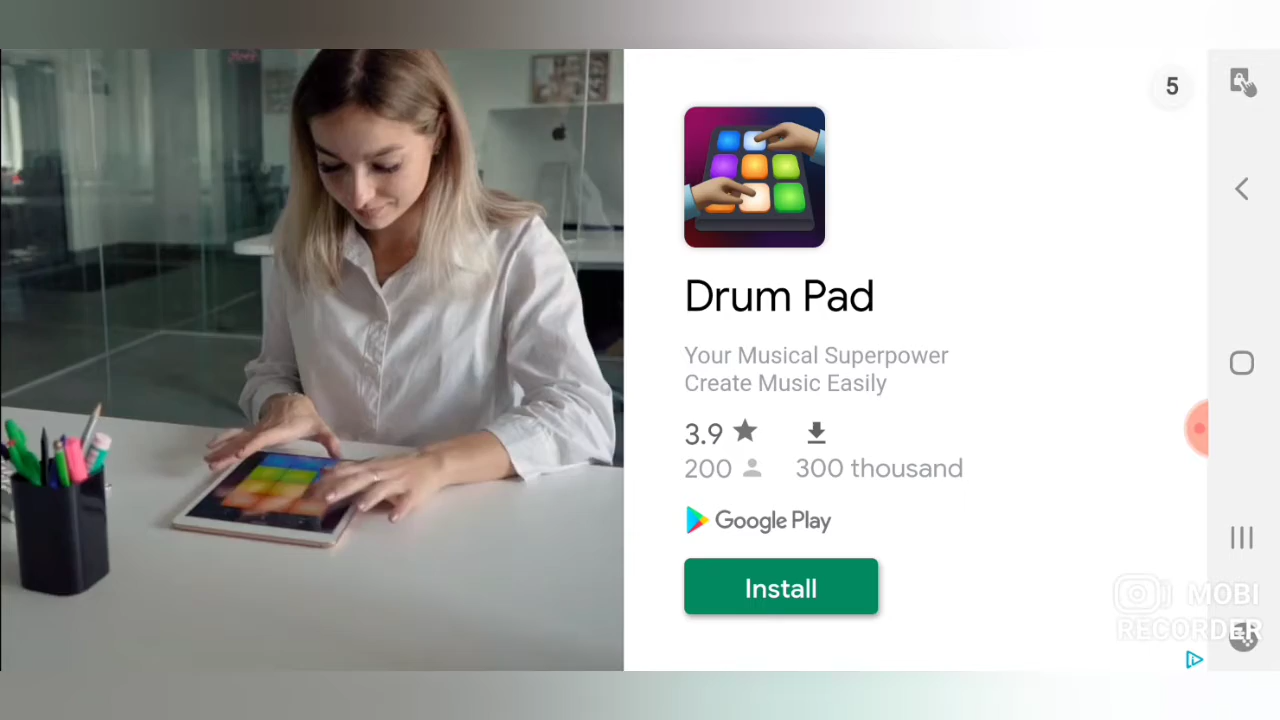 5
Drum Pad
Your Musical Superpower
Create Music Easily
3.9
200
300 thousand
Google Play
Install
MOBI
RECORDER